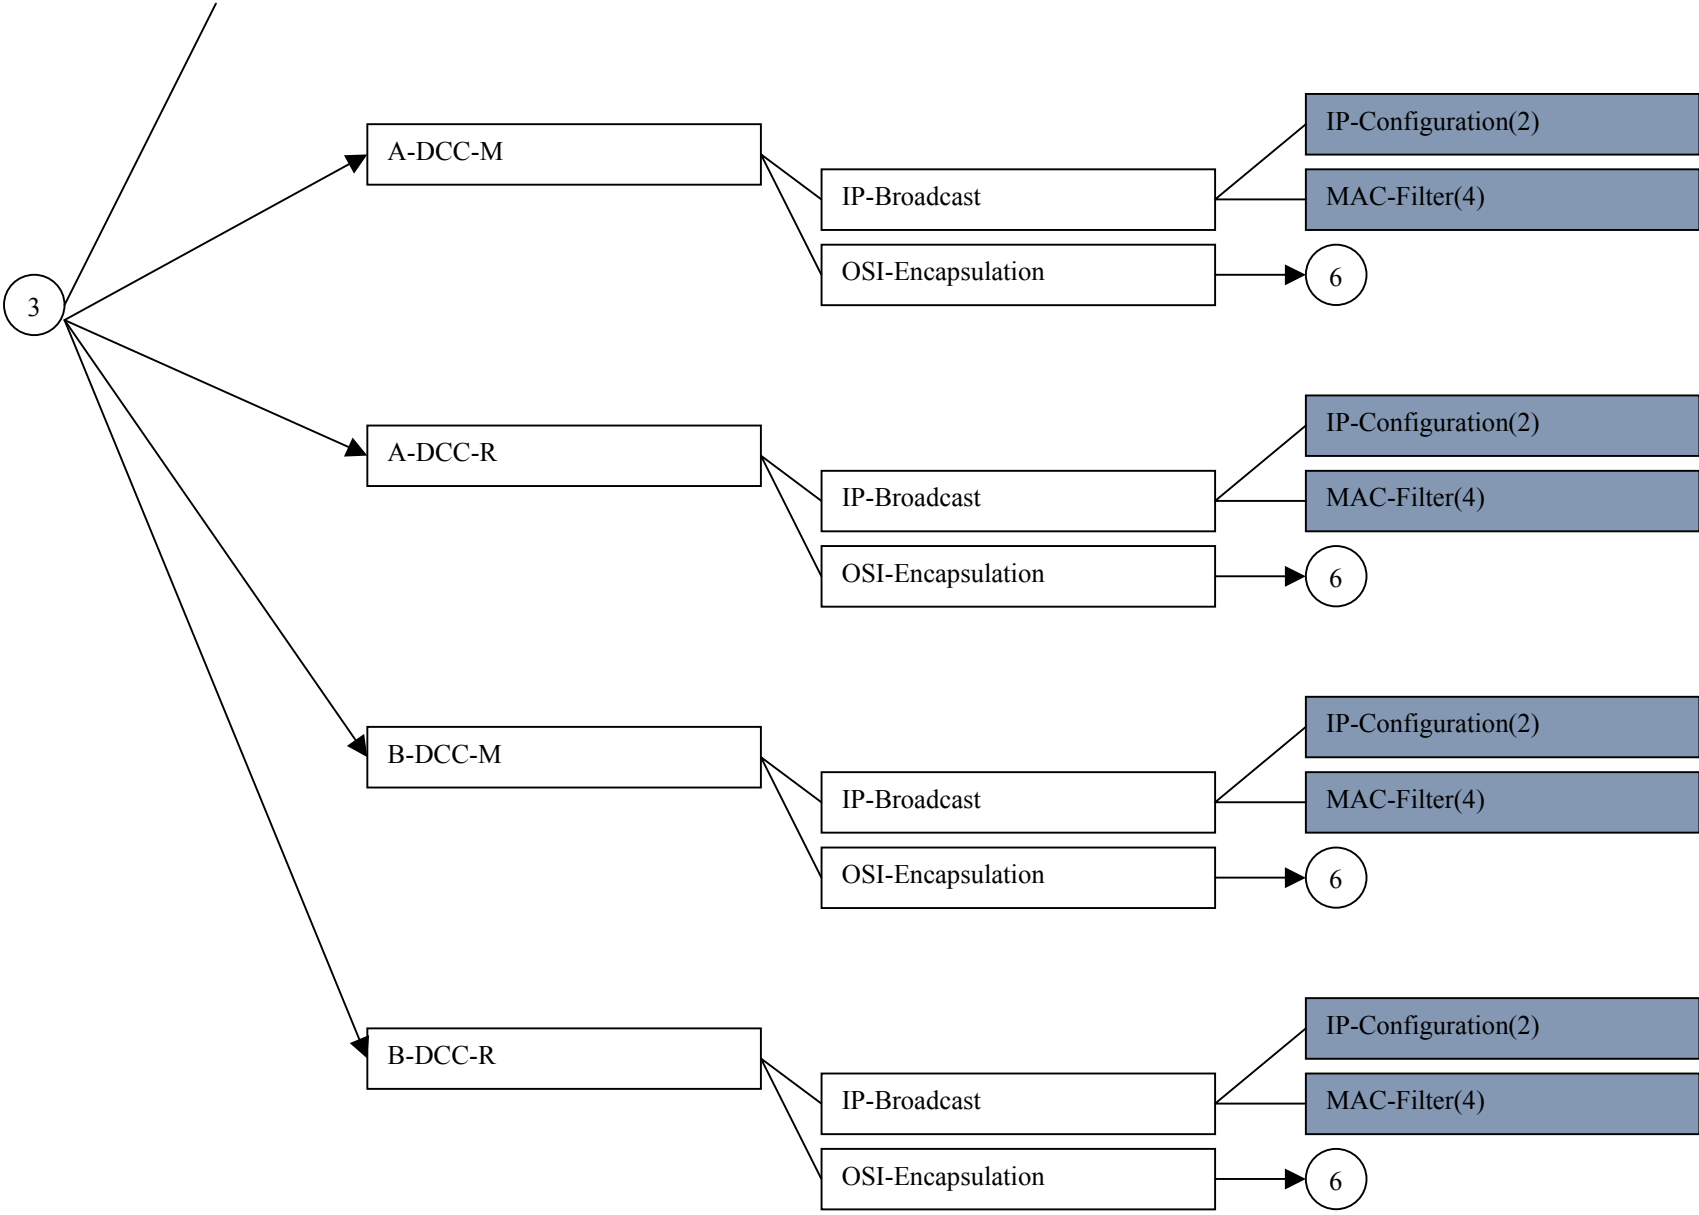 IP-Configuration(2)
A-DCC-M
IP-Broadcast
MAC-Filter(4)
OSI-Encapsulation
6
3
IP-Configuration(2)
A-DCC-R
IP-Broadcast
MAC-Filter(4)
OSI-Encapsulation
6
IP-Configuration(2)
B-DCC-M
IP-Broadcast
MAC-Filter(4)
OSI-Encapsulation
6
IP-Configuration(2)
B-DCC-R
IP-Broadcast
MAC-Filter(4)
OSI-Encapsulation
6